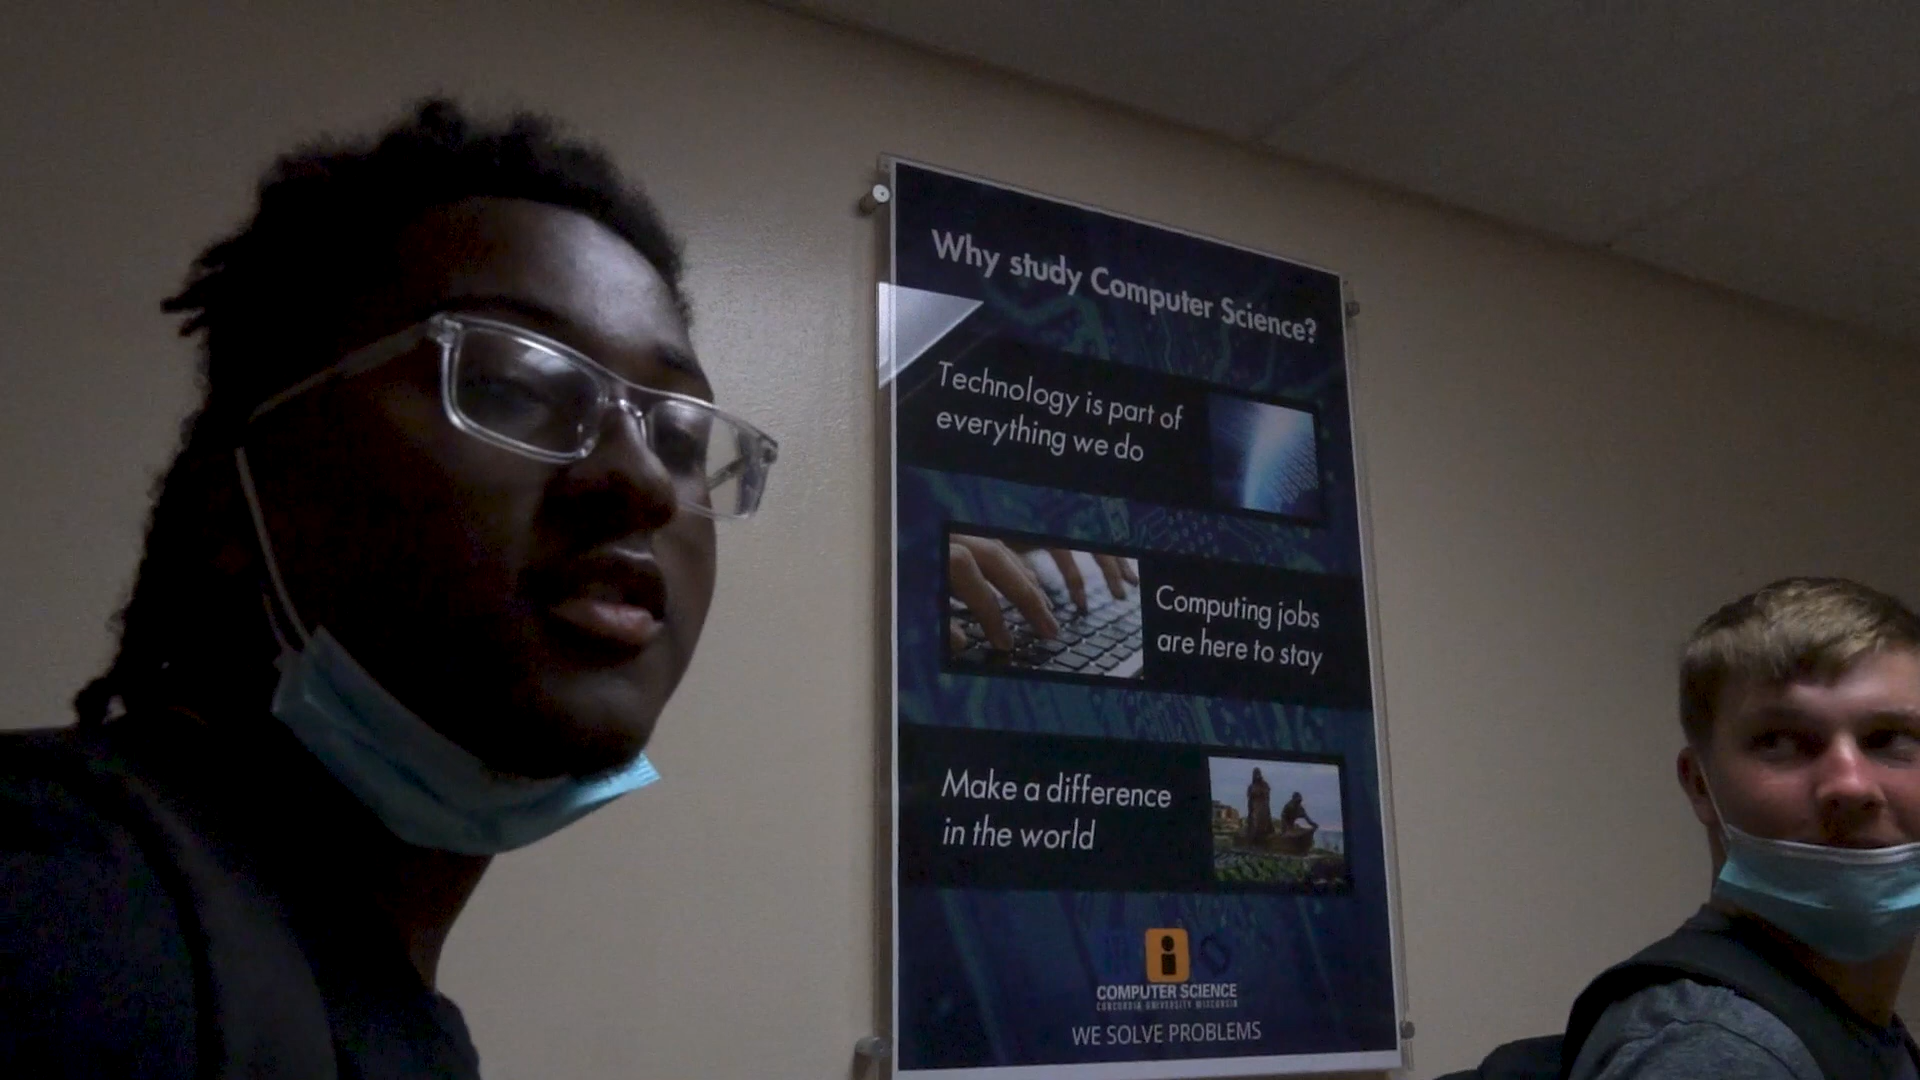 Why study Computer Science?
Technology is part of
everything we do
Computing jobs
are here to stay
Make a difference
in the world
COMPUTER SCIENCE
CONCORDIA UNIVERSITY WISCONSIN
WE SOLVE PROBLEMS